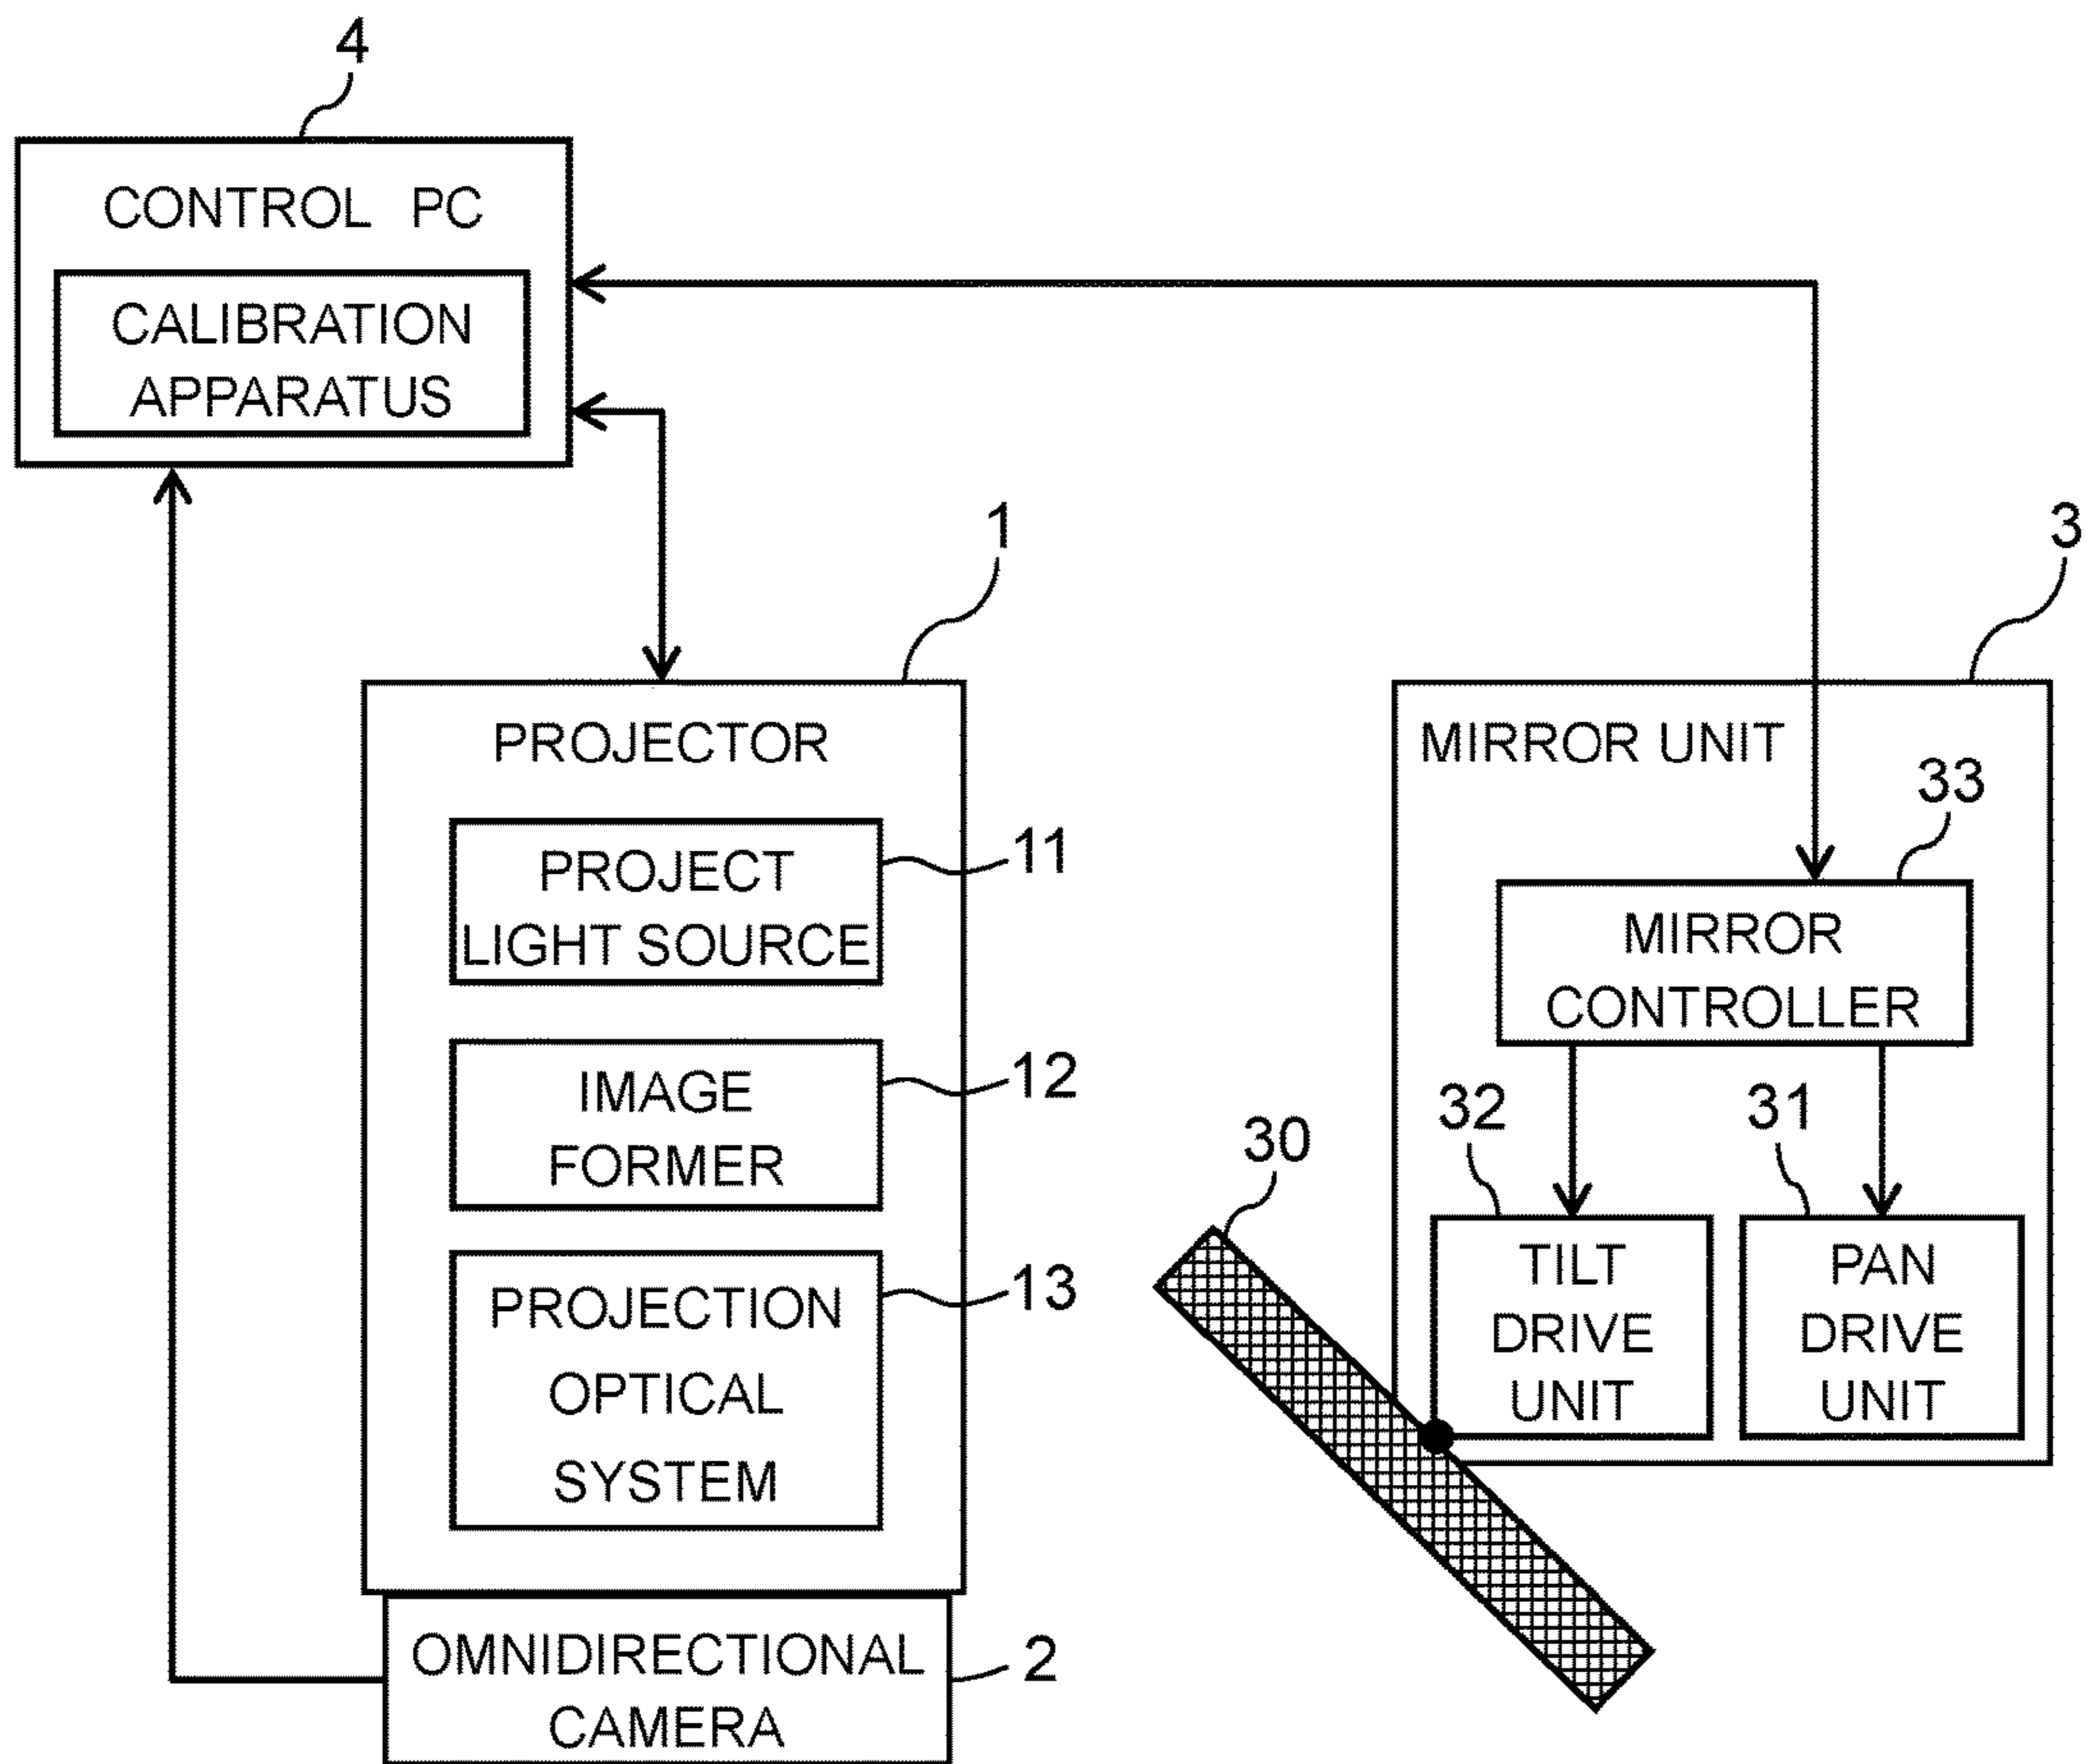 4
CONTROL PC
CALIBRATION
APPARATUS
1
3
PROJECTOR
MIRROR UNIT
33
PROJECT
LIGHT SOURCE
11
MIRROR
CONTROLLER
IMAGE
FORMER
12
32
31
30
PROJECTION
OPTICAL
SYSTEM
13
TILT
DRIVE
UNIT
PAN
DRIVE
UNIT
OMNIDIRECTIONAL
CAMERA
2